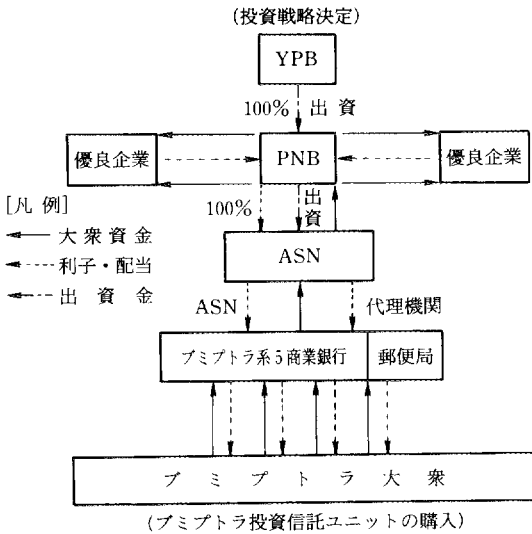 (投資戦略決定)
YPB
100% 出資
優良企業 PNB 優良企業
[凡例]
大衆資金
利子・配当
出資金
100% 出資
ASN
ASN 代理機関
ブミプトラ系5商業銀行 郵便局
ブミプトラ大衆
(ブミプトラ投資信託ユニットの購入)